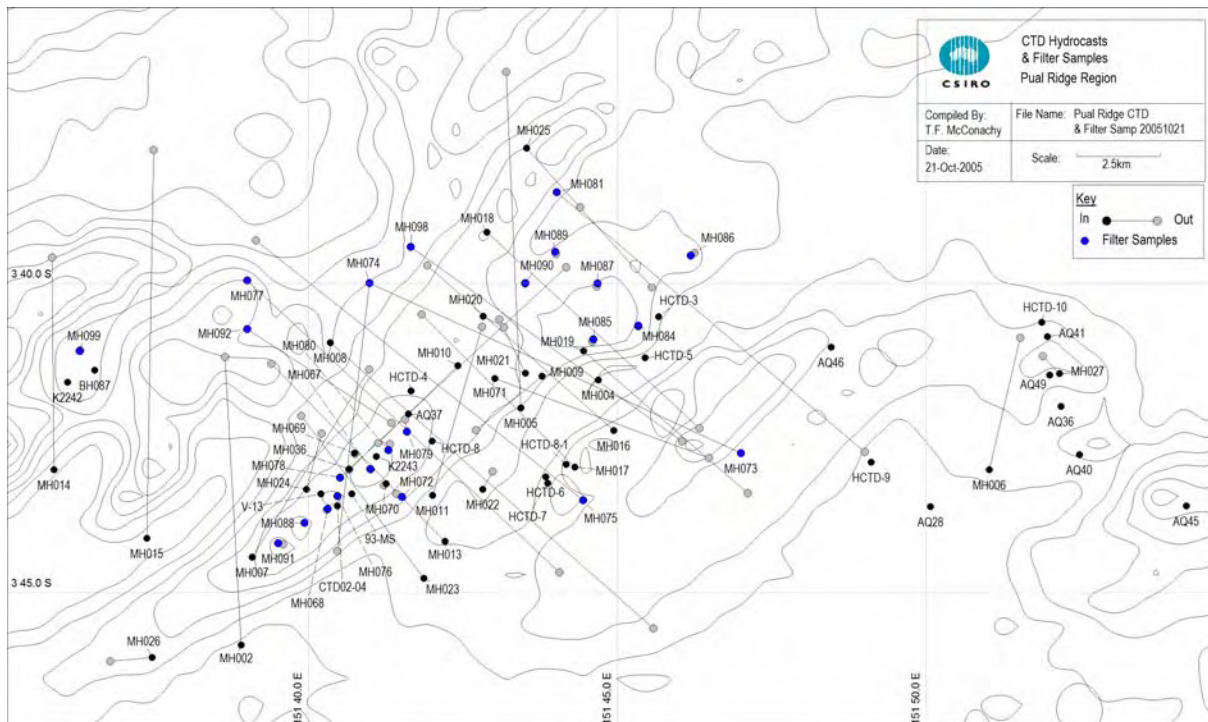 CSIRO
CTD Hydrocasts
& Filter Samples
Pual Ridge Region
Compiled By:
T.F. McConachy
File Name: Pual Ridge CTD
& Filter Samp 20051021
Date:
21-Oct-2005
Scale: 2.5km
Key
In Out
Filter Samples
MH025
MH081
MH018
MH098
MH089
MH086
MH074
MH090
MH087
3 40.0 S
MH077
HCTD-3
HCTD-10
MH020
MH099
MH092
MH080
MH008
MH085
MH084
AQ41
MH019
MH010
MH021
HCTD-5
AQ46
MH067
BH087
K2242
HCTD-4
MH071
MH009
MH004
MH027
AQ49
AQ37
MH005
AQ36
MH069
HCTD-8
HCTD-8-1
MH016
MH036
MH079
K2243
MH017
MH073
AQ40
MH014
MH078
HCTD-9
MH006
MH024
MH072
HCTD-6
V-13
MH070
MH011
MH022
HCTD-7
MH075
AQ28
AQ45
MH088
93-MS
MH013
MH015
MH091
MH007
CTD02-04
MH076
MH023
3 45.0 S
MH068
MH026
MH002
151 40.0 E
151 45.0 E
151 50.0 E